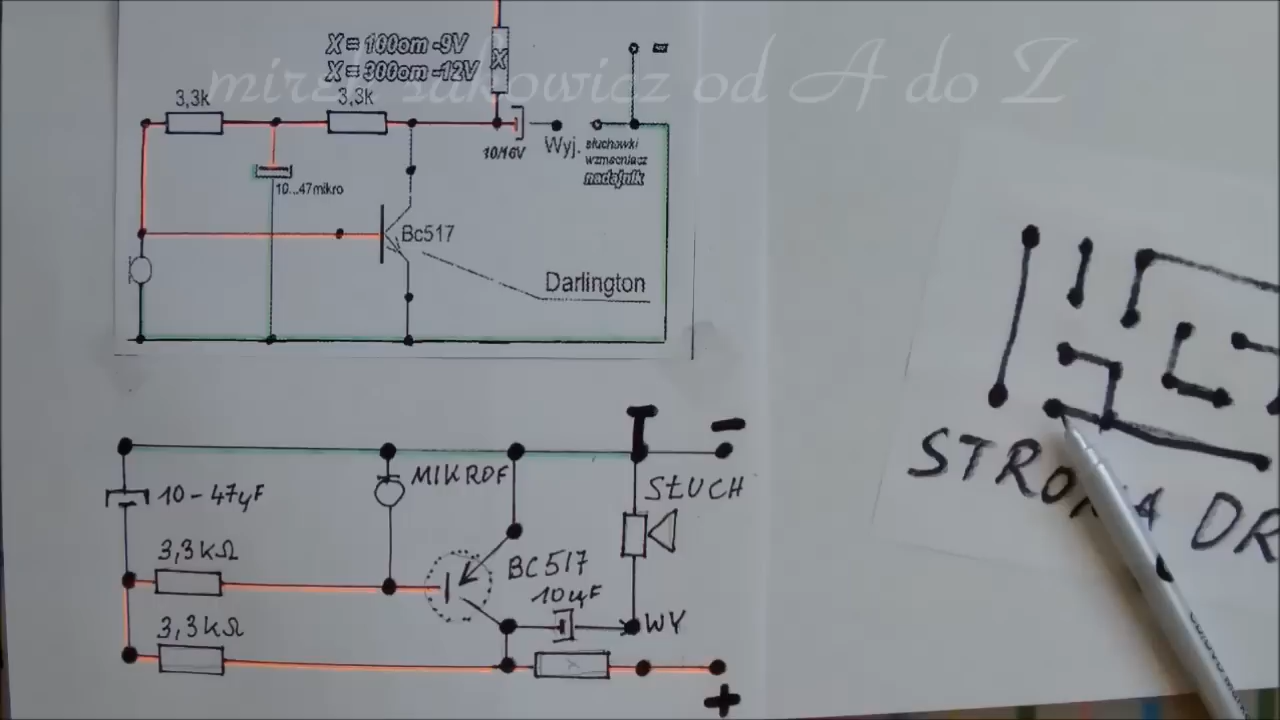 X = 100om -9V
X = 300om -12V
mirek sakowicz od A do Z
3,3k
3,3k
X
-
10/16V
Wyj.
słuchawki
wzmacniacz
nadajnik
10...47mikro
Bc517
Darlington
-
MIKROF
SŁUCH
10-47µF
3,3KΩ
BC517
10µF
3,3KΩ
WY
X
+
STRONA DR